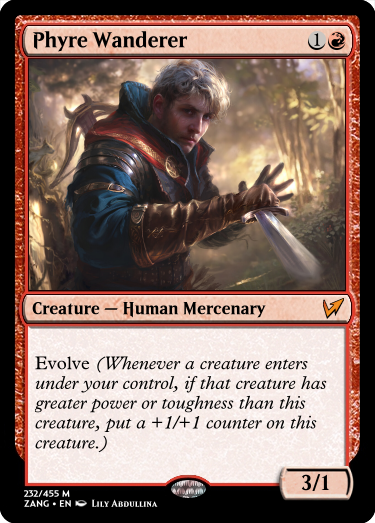 Phyre Wanderer
1
Creature — Human Mercenary
Evolve (Whenever a creature enters
under your control, if that creature has
greater power or toughness than this
creature, put a +1/+1 counter on this
creature.)
3/1
232/455 M
ZANG • EN Lily Abdullina